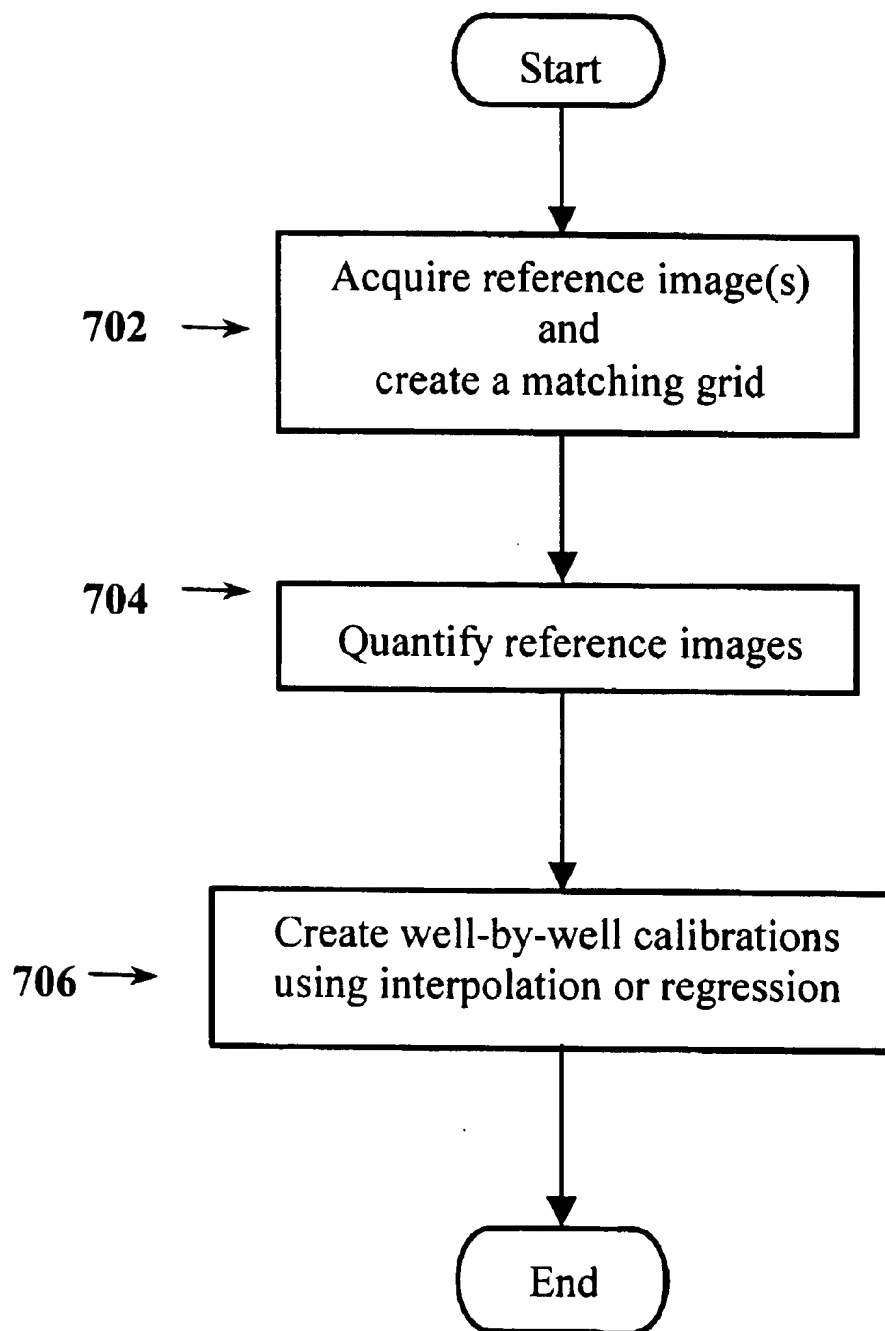 Start
702
Acquire reference image(s)
and
create a matching grid
704
Quantify reference images
706
Create well-by-well calibrations
using interpolation or regression
End